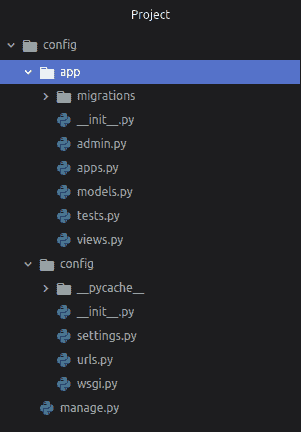 Project
config
app
migrations
__init__.py
admin.py
apps.py
models.py
tests.py
views.py
config
__pycache__
__init__.py
settings.py
urls.py
wsgi.py
manage.py